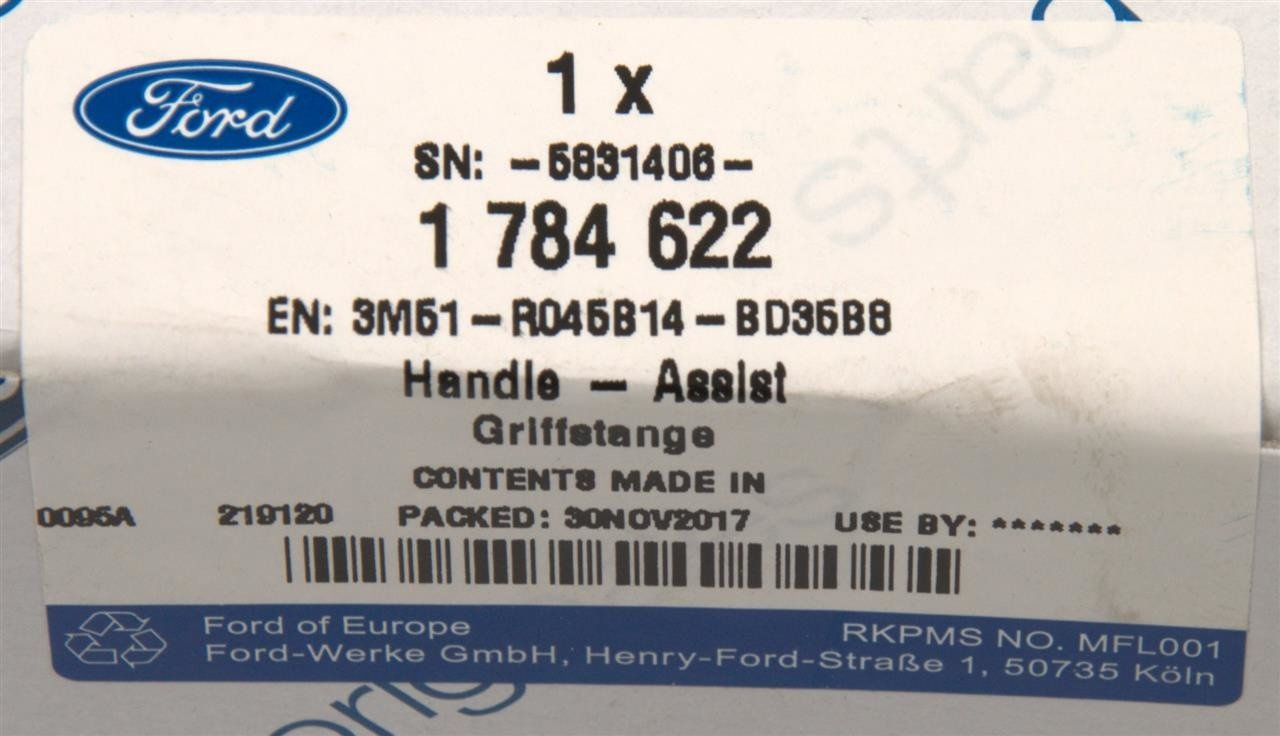 Ford
1 x
SN: -5831406-
1 784 622
EN: 3M51-R045B14-BD35B8
Handle - Assist
Griffstange
CONTENTS MADE IN
0095A 219120 PACKED: 30NOV2017 USE BY: *******
Ford of Europe RKPMS NO. MFL001
Ford-Werke GmbH, Henry-Ford-Straße 1, 50735 Köln